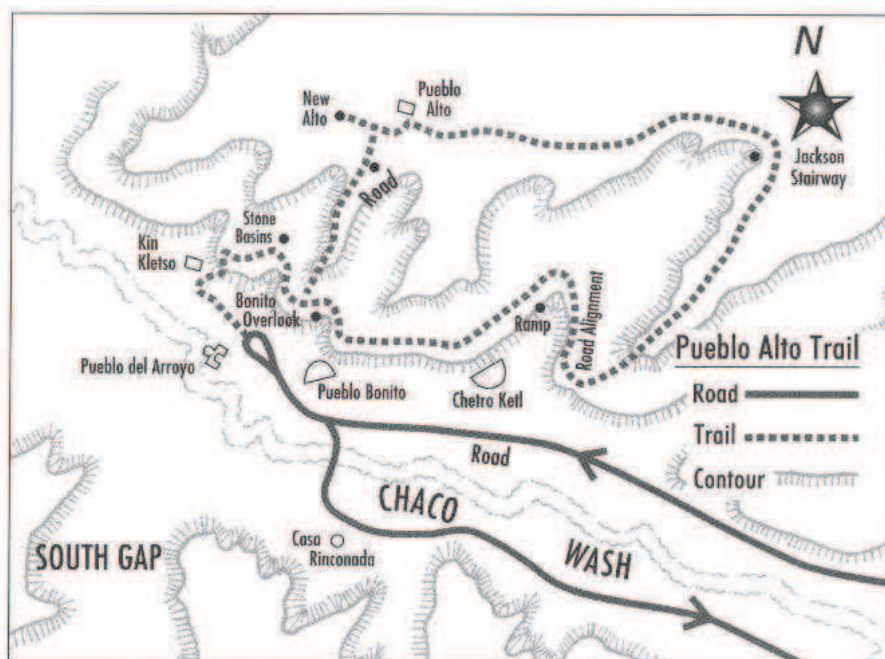 N
New
Alto
Pueblo
Alto
Jackson
Stairway
Road
Stone
Basins
Kin
Kletso
Bonito
Overlook
Ramp
Road Alignment
Pueblo del Arroyo
Pueblo Bonito
Chetro Ketl
Pueblo Alto Trail
Road
Trail
Contour
Road
CHACO
WASH
Casa
Rinconada
SOUTH GAP